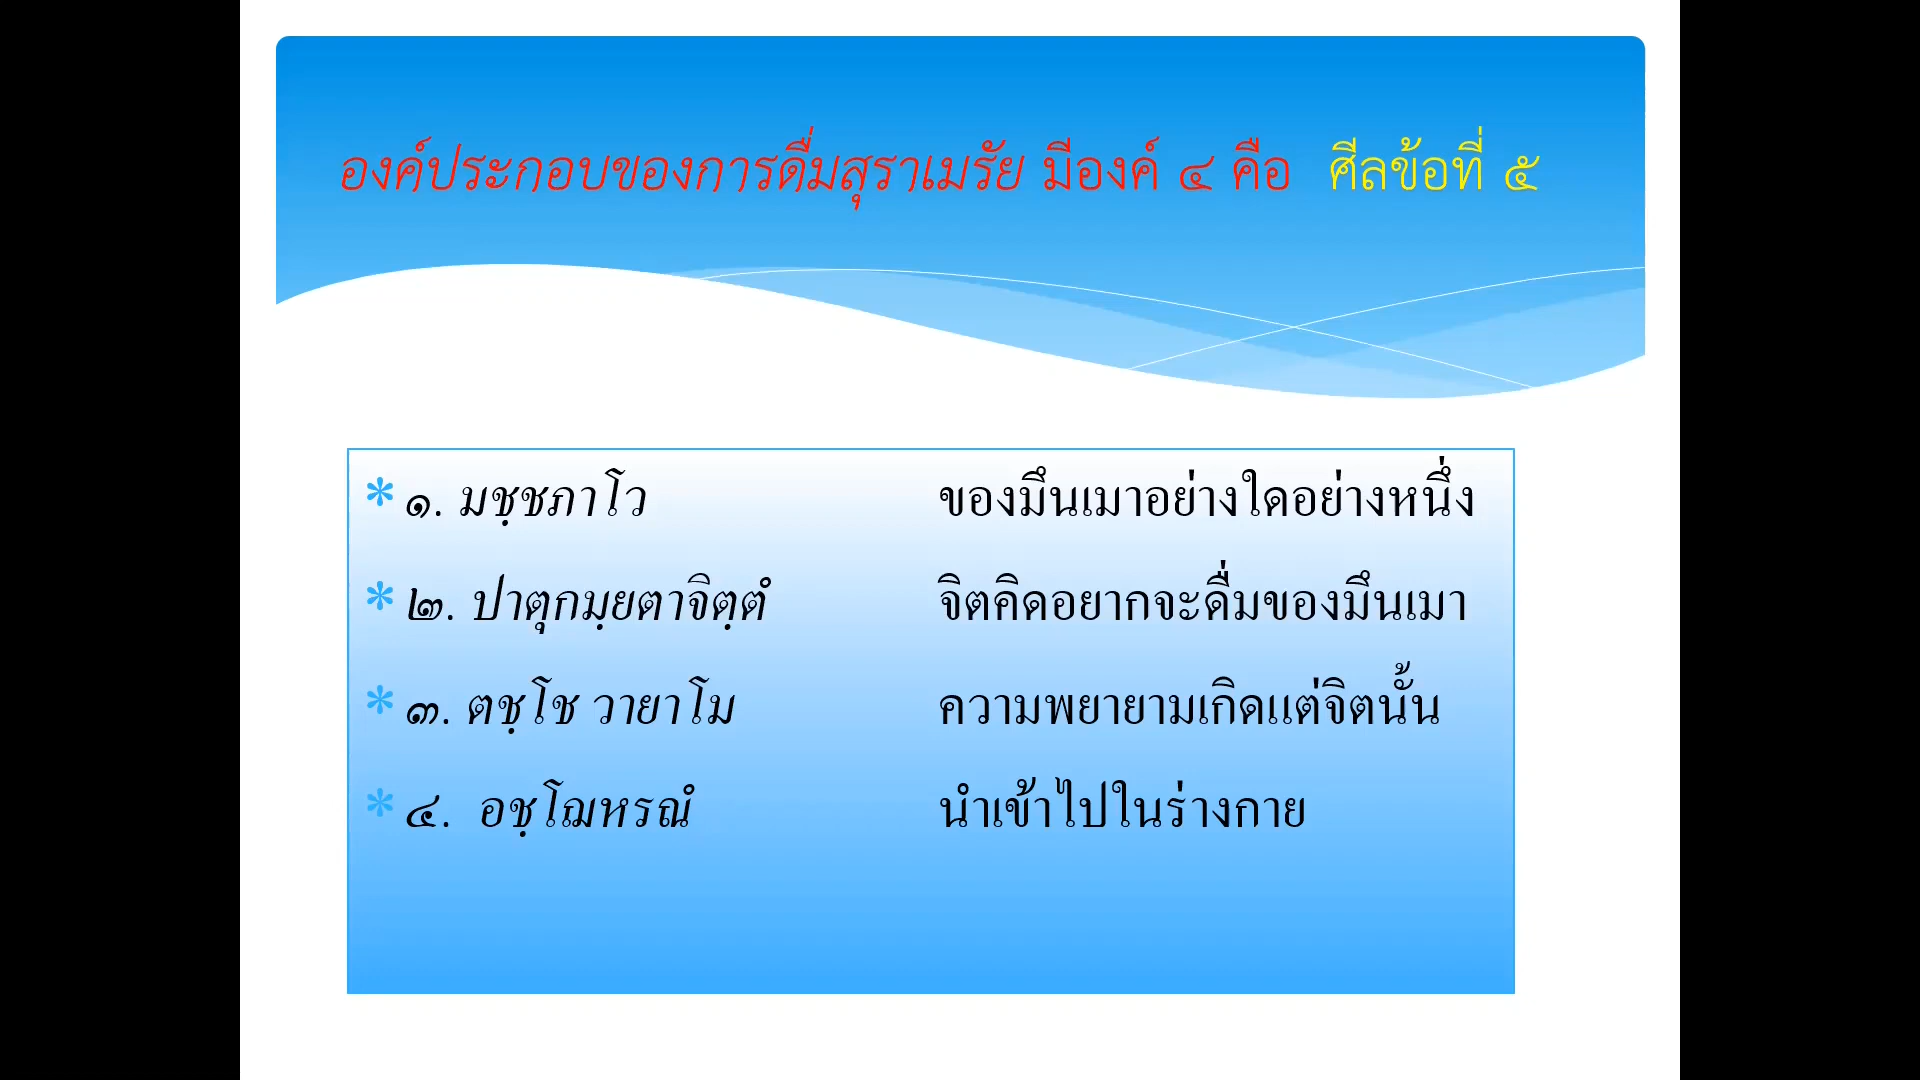 องค์ประกอบของการดื่มสุราเมรัย มีองค์ ๔ คือ ศีลข้อที่ ๕
* ๑. มชฺชภาโว ของมึนเมาอย่างใดอย่างหนึ่ง
* ๒. ปาตุกมฺยตาจิตฺตํ จิตคิดอยากจะดื่มของมึนเมา
* ๓. ตชฺโช วายาโม ความพยายามเกิดแต่จิตนั้น
* ๔. อชฺโฌหรณํ นำเข้าไปในร่างกาย